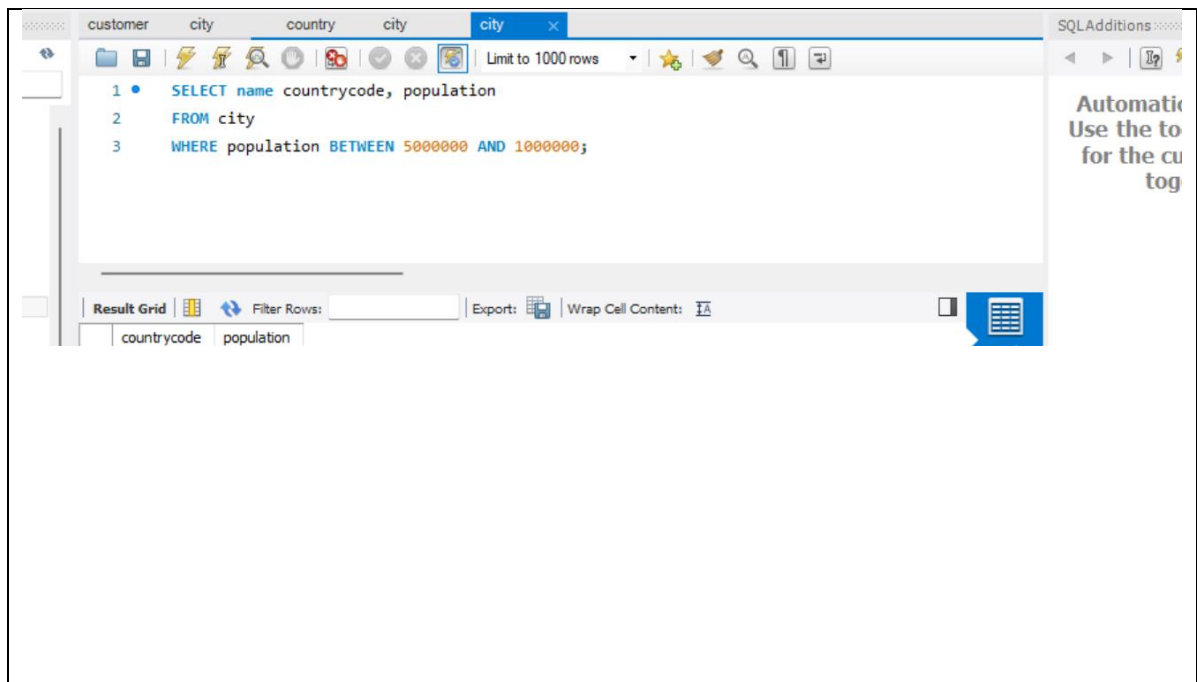 customer city country city city
SQLAdditions
Limit to 1000 rows
1 SELECT name countrycode, population
2 FROM city
3 WHERE population BETWEEN 5000000 AND 1000000;
Automatic
Use the to
for the cu
tog
Result Grid Filter Rows: Export: Wrap Cell Content:
countrycode population